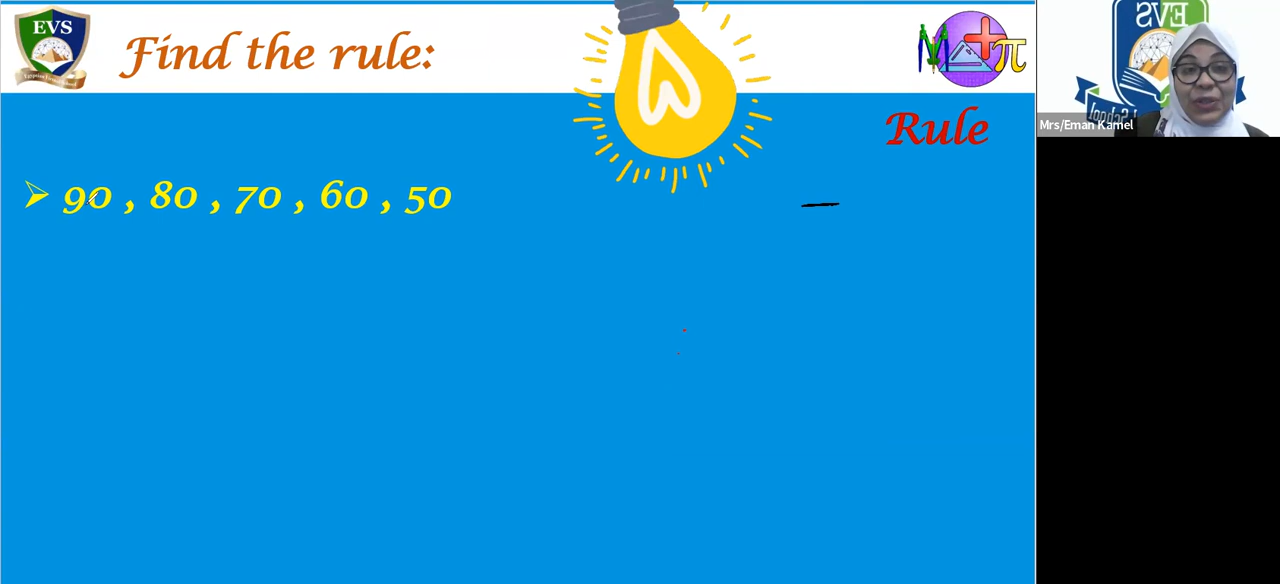 EVS
Find the rule:
M+π
EVS
Mrs/Eman Kamel
Rule
90 , 80 , 70 , 60 , 50
—